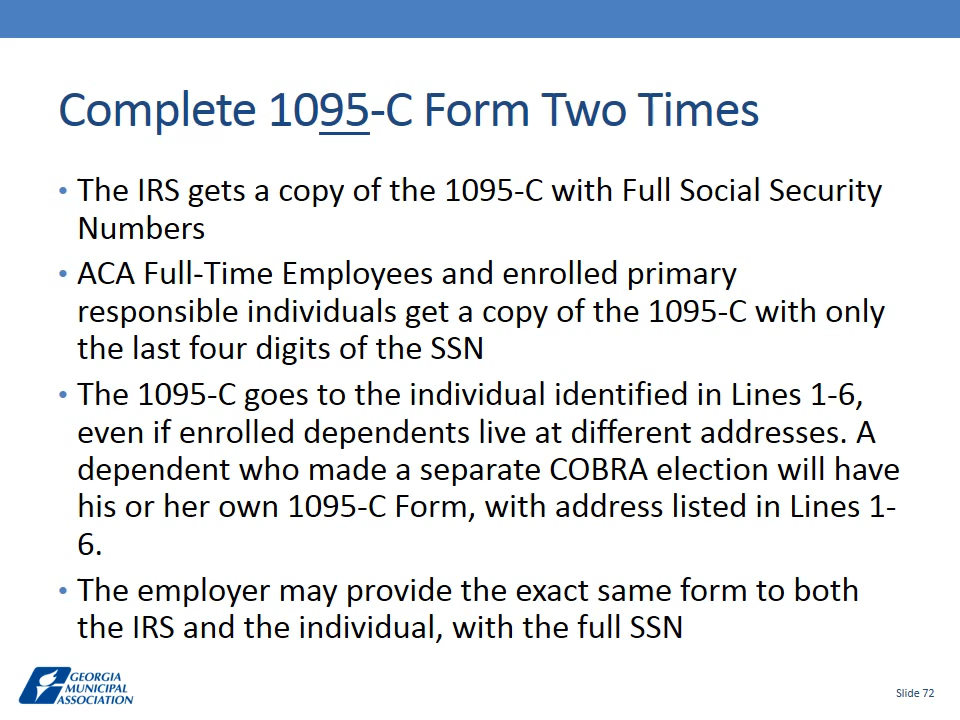 Complete 1095-C Form Two Times
• The IRS gets a copy of the 1095-C with Full Social Security
Numbers
• ACA Full-Time Employees and enrolled primary
responsible individuals get a copy of the 1095-C with only
the last four digits of the SSN
• The 1095-C goes to the individual identified in Lines 1-6,
even if enrolled dependents live at different addresses. A
dependent who made a separate COBRA election will have
his or her own 1095-C Form, with address listed in Lines 1-
6.
• The employer may provide the exact same form to both
the IRS and the individual, with the full SSN
GEORGIA
MUNICIPAL
ASSOCIATION
Slide 72